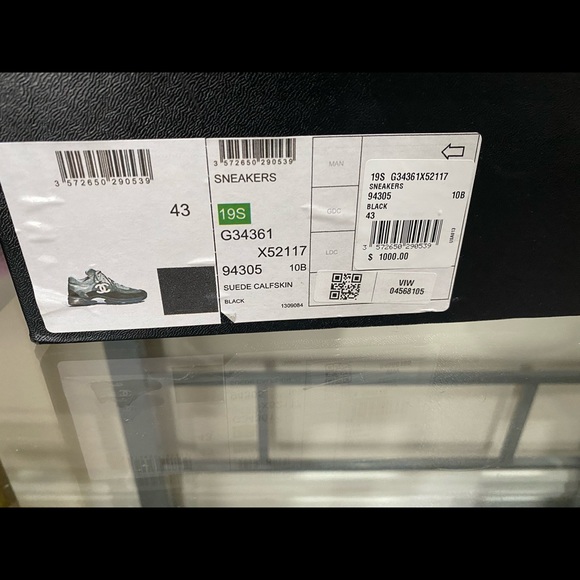 3 572650 290539
43
3 572650 290539
SNEAKERS
19S
G34361
X52117
94305 10B
SUEDE CALFSKIN
BLACK 1309084
MAN
GDC
LDC
19S G34361X52117
SNEAKERS
94305 10B
BLACK
43
3 572650 290539
$ 1000.00
USA013
VIW
04568105